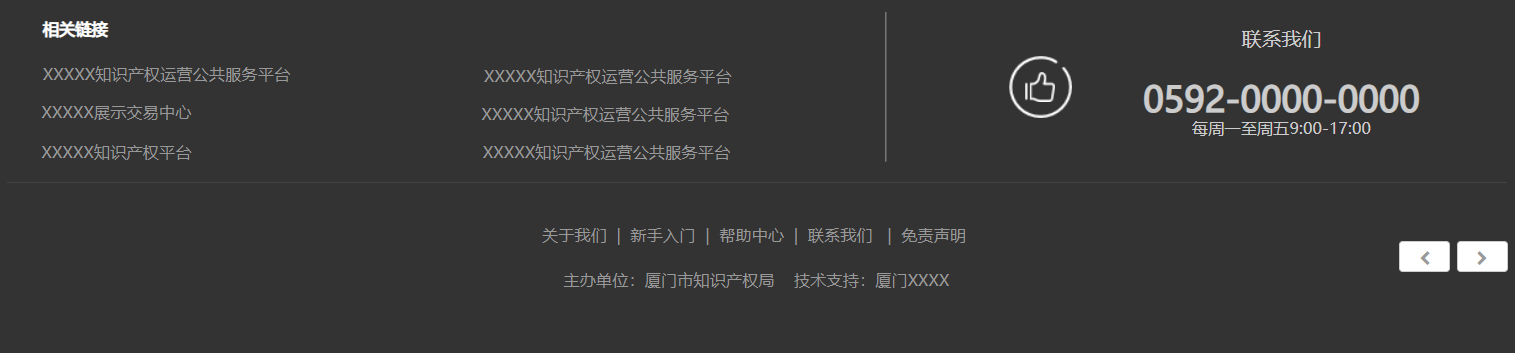 相关链接
XXXXX知识产权运营公共服务平台
XXXXX展示交易中心
XXXXX知识产权平台
XXXXX知识产权运营公共服务平台
XXXXX知识产权运营公共服务平台
XXXXX知识产权运营公共服务平台
联系我们
0592-0000-0000
每周一至周五9:00-17:00
关于我们 | 新手入门 | 帮助中心 | 联系我们 | 免责声明
主办单位：厦门市知识产权局 技术支持：厦门XXXX